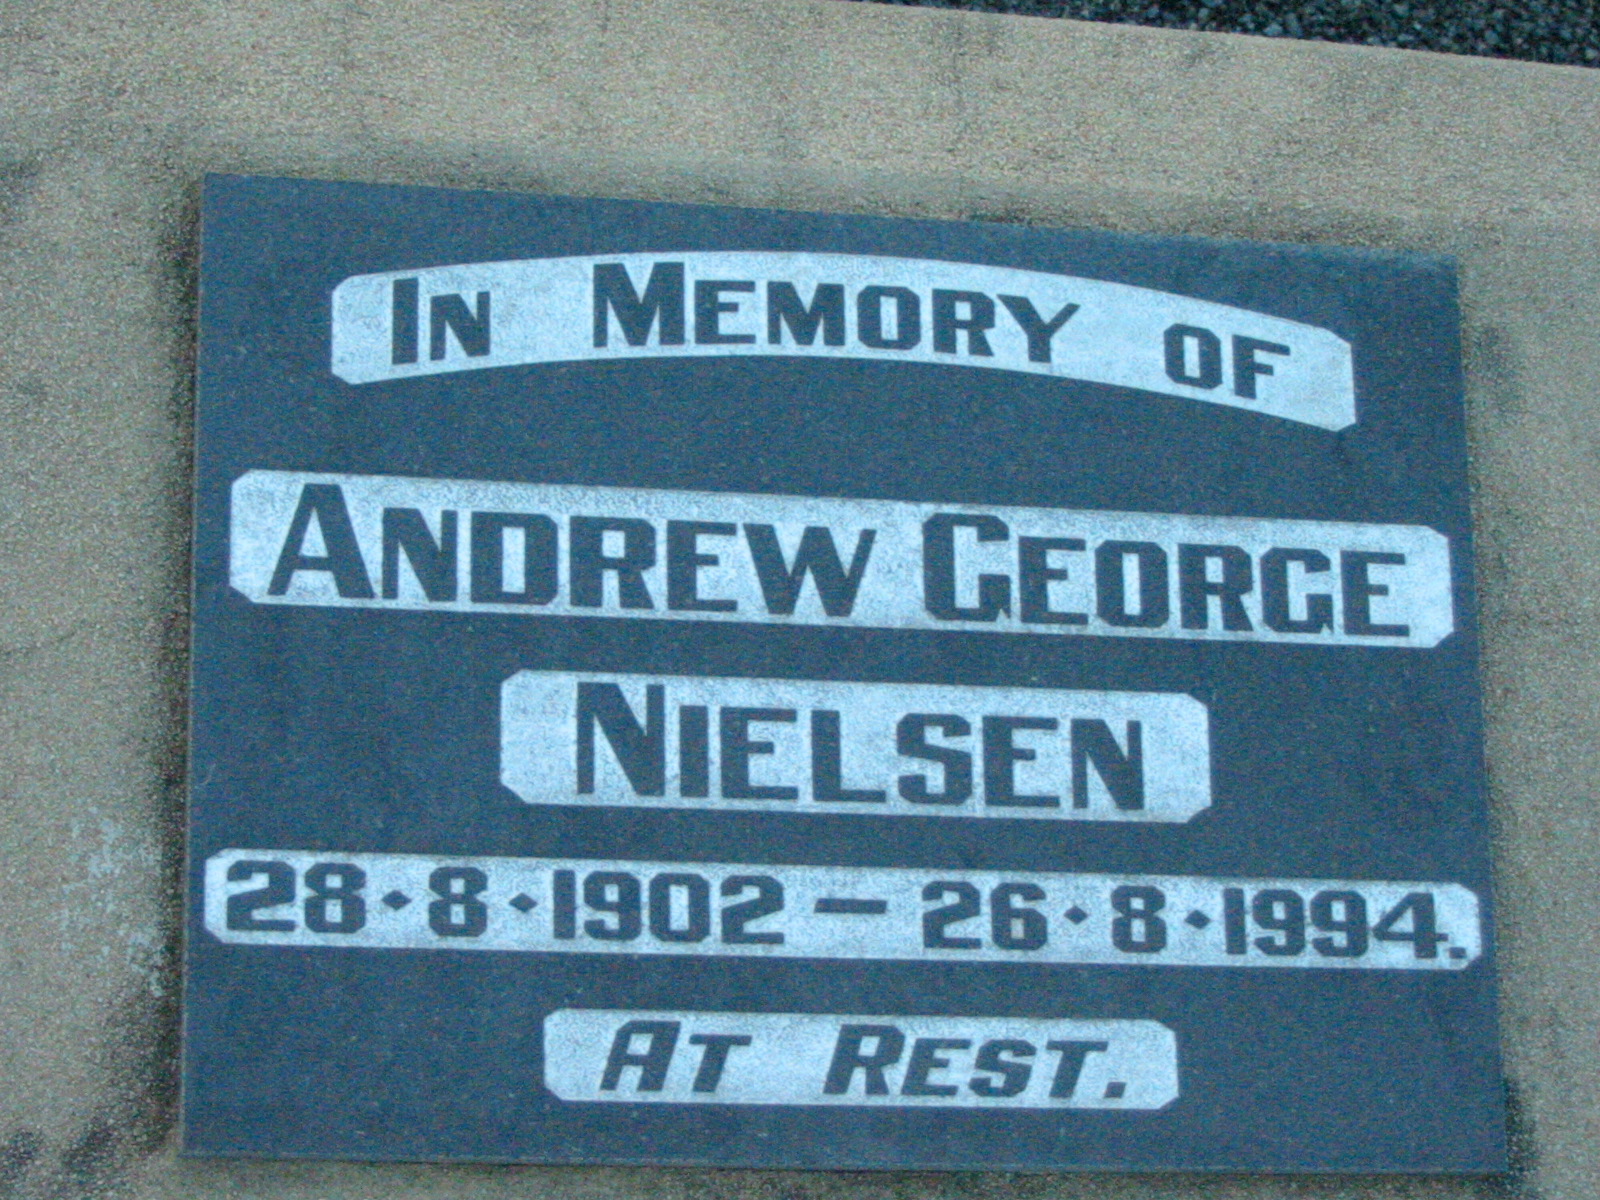 In Memory of
Andrew George
Nielsen
28·8·1902 — 26·8·1994.
At Rest.